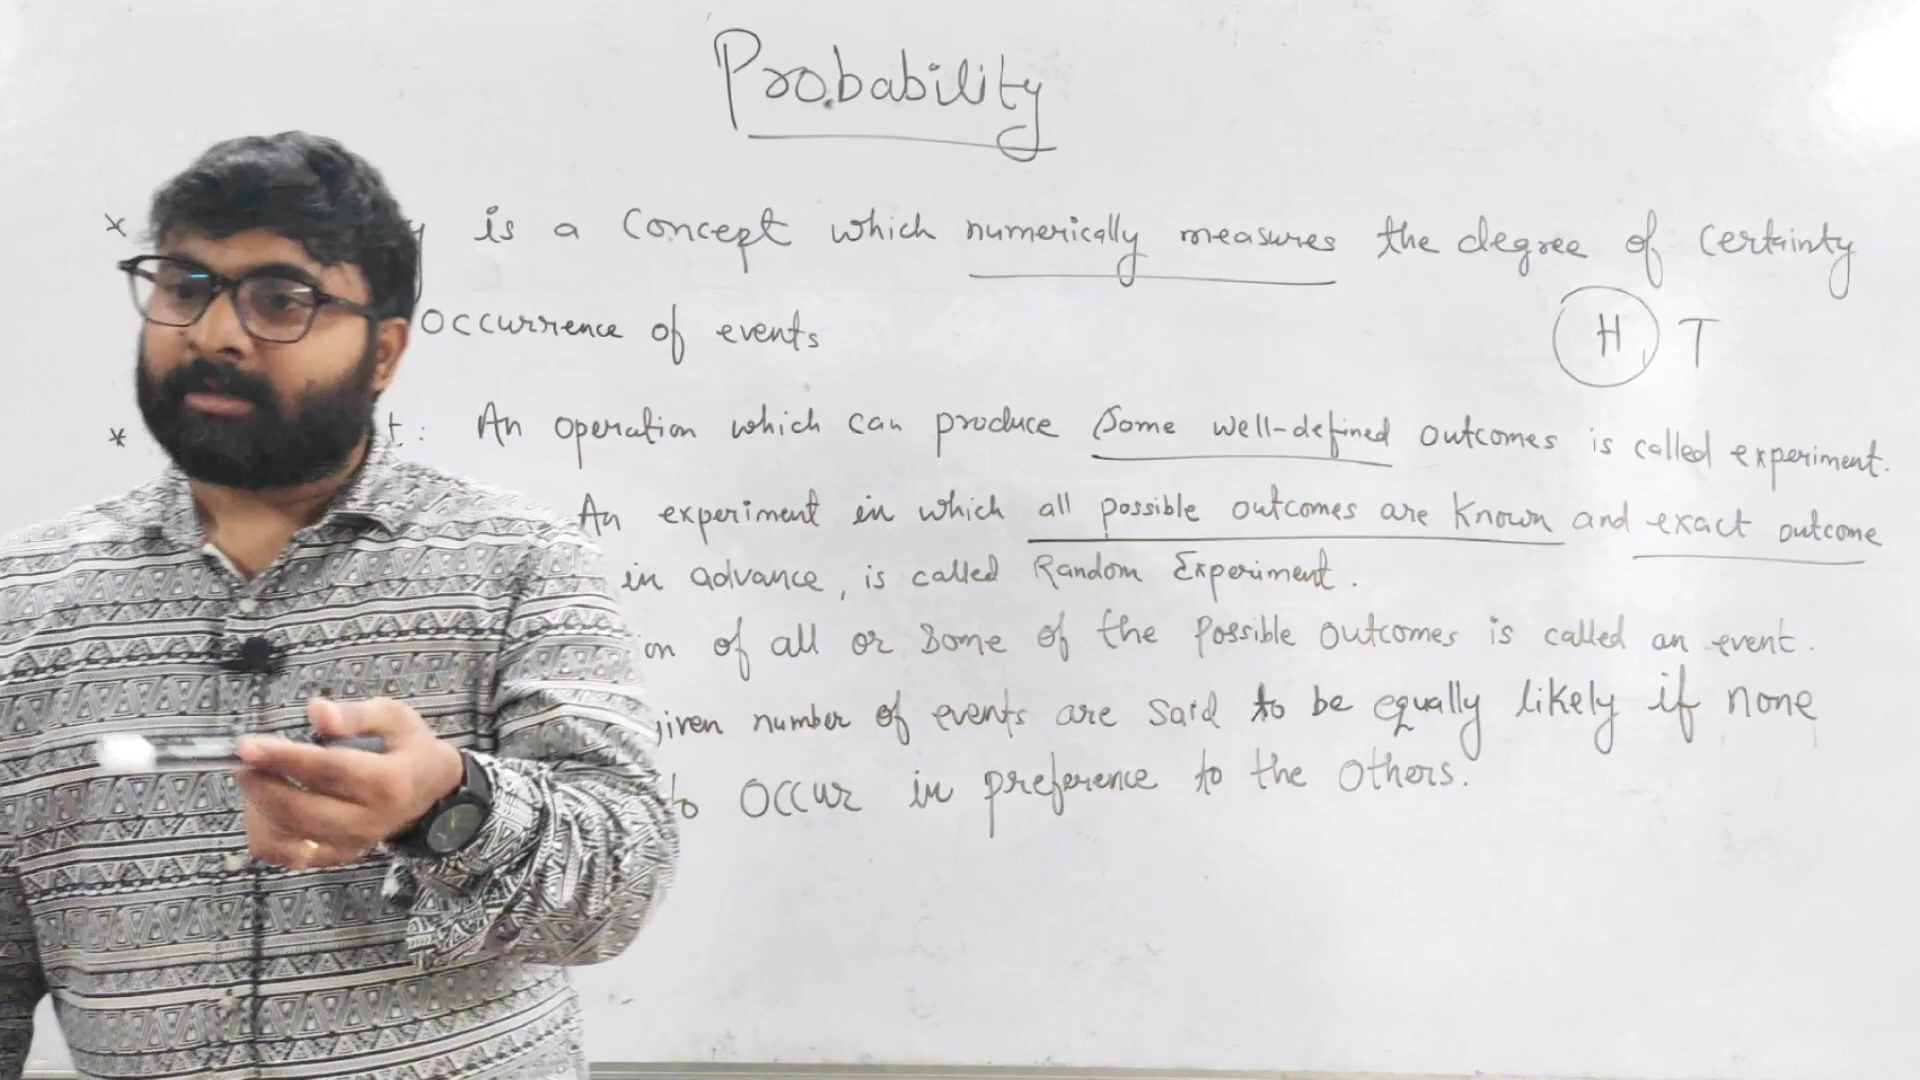 Probability
* is a concept which numerically measures the degree of certainty
occurrence of events
H, T
* t: An operation which can produce some well-defined outcomes is called experiment.
An experiment in which all possible outcomes are known and exact outcome
in advance, is called Random Experiment.
on of all or some of the possible outcomes is called an event.
given number of events are said to be equally likely if none
to occur in preference to the others.